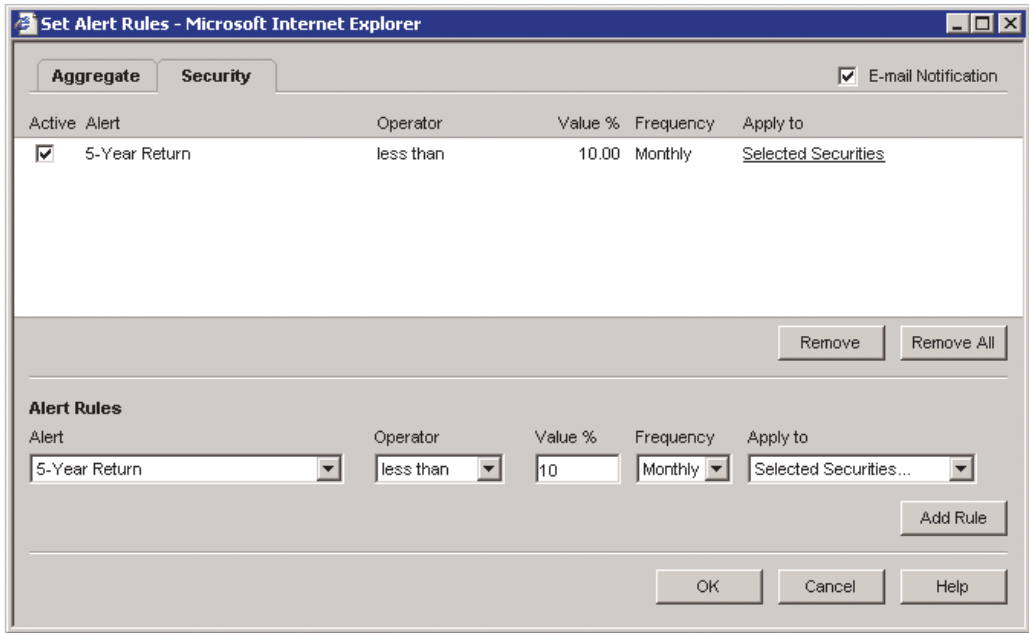 Set Alert Rules - Microsoft Internet Explorer
Aggregate Security E-mail Notification
Active Alert Operator Value % Frequency Apply to
5-Year Return less than 10.00 Monthly Selected Securities
Remove Remove All
Alert Rules
Alert Operator Value % Frequency Apply to
5-Year Return less than 10 Monthly Selected Securities...
Add Rule
OK Cancel Help